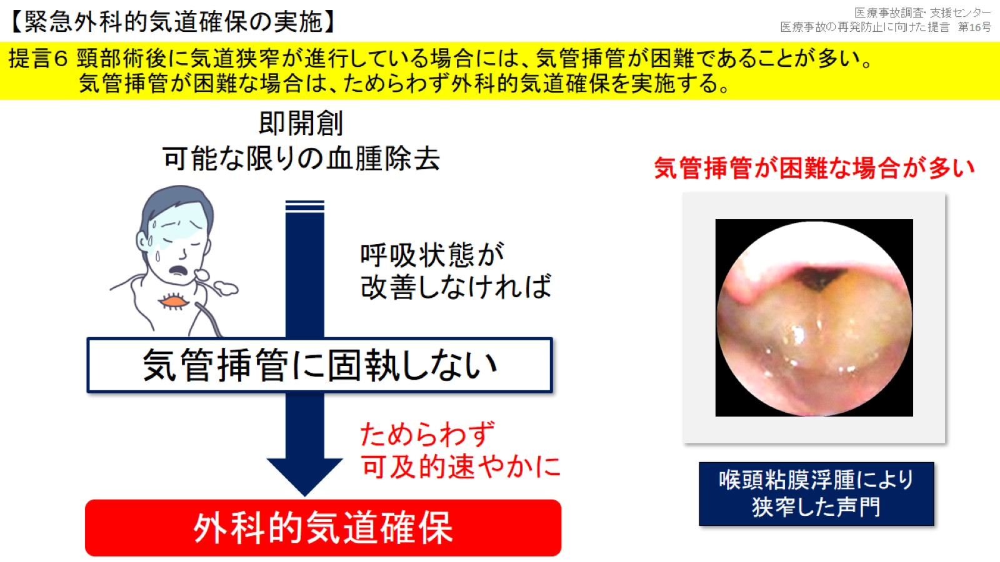 【緊急外科的気道確保の実施】
医療事故調査･支援センター
医療事故の再発防止に向けた提言　第16号
提言６ 頸部術後に気道狭窄が進行している場合には、気管挿管が困難であることが多い。
気管挿管が困難な場合は、ためらわず外科的気道確保を実施する。
即開創
可能な限りの血腫除去
呼吸状態が
改善しなければ
気管挿管に固執しない
ためらわず
可及的速やかに
外科的気道確保
気管挿管が困難な場合が多い
喉頭粘膜浮腫により
狭窄した声門